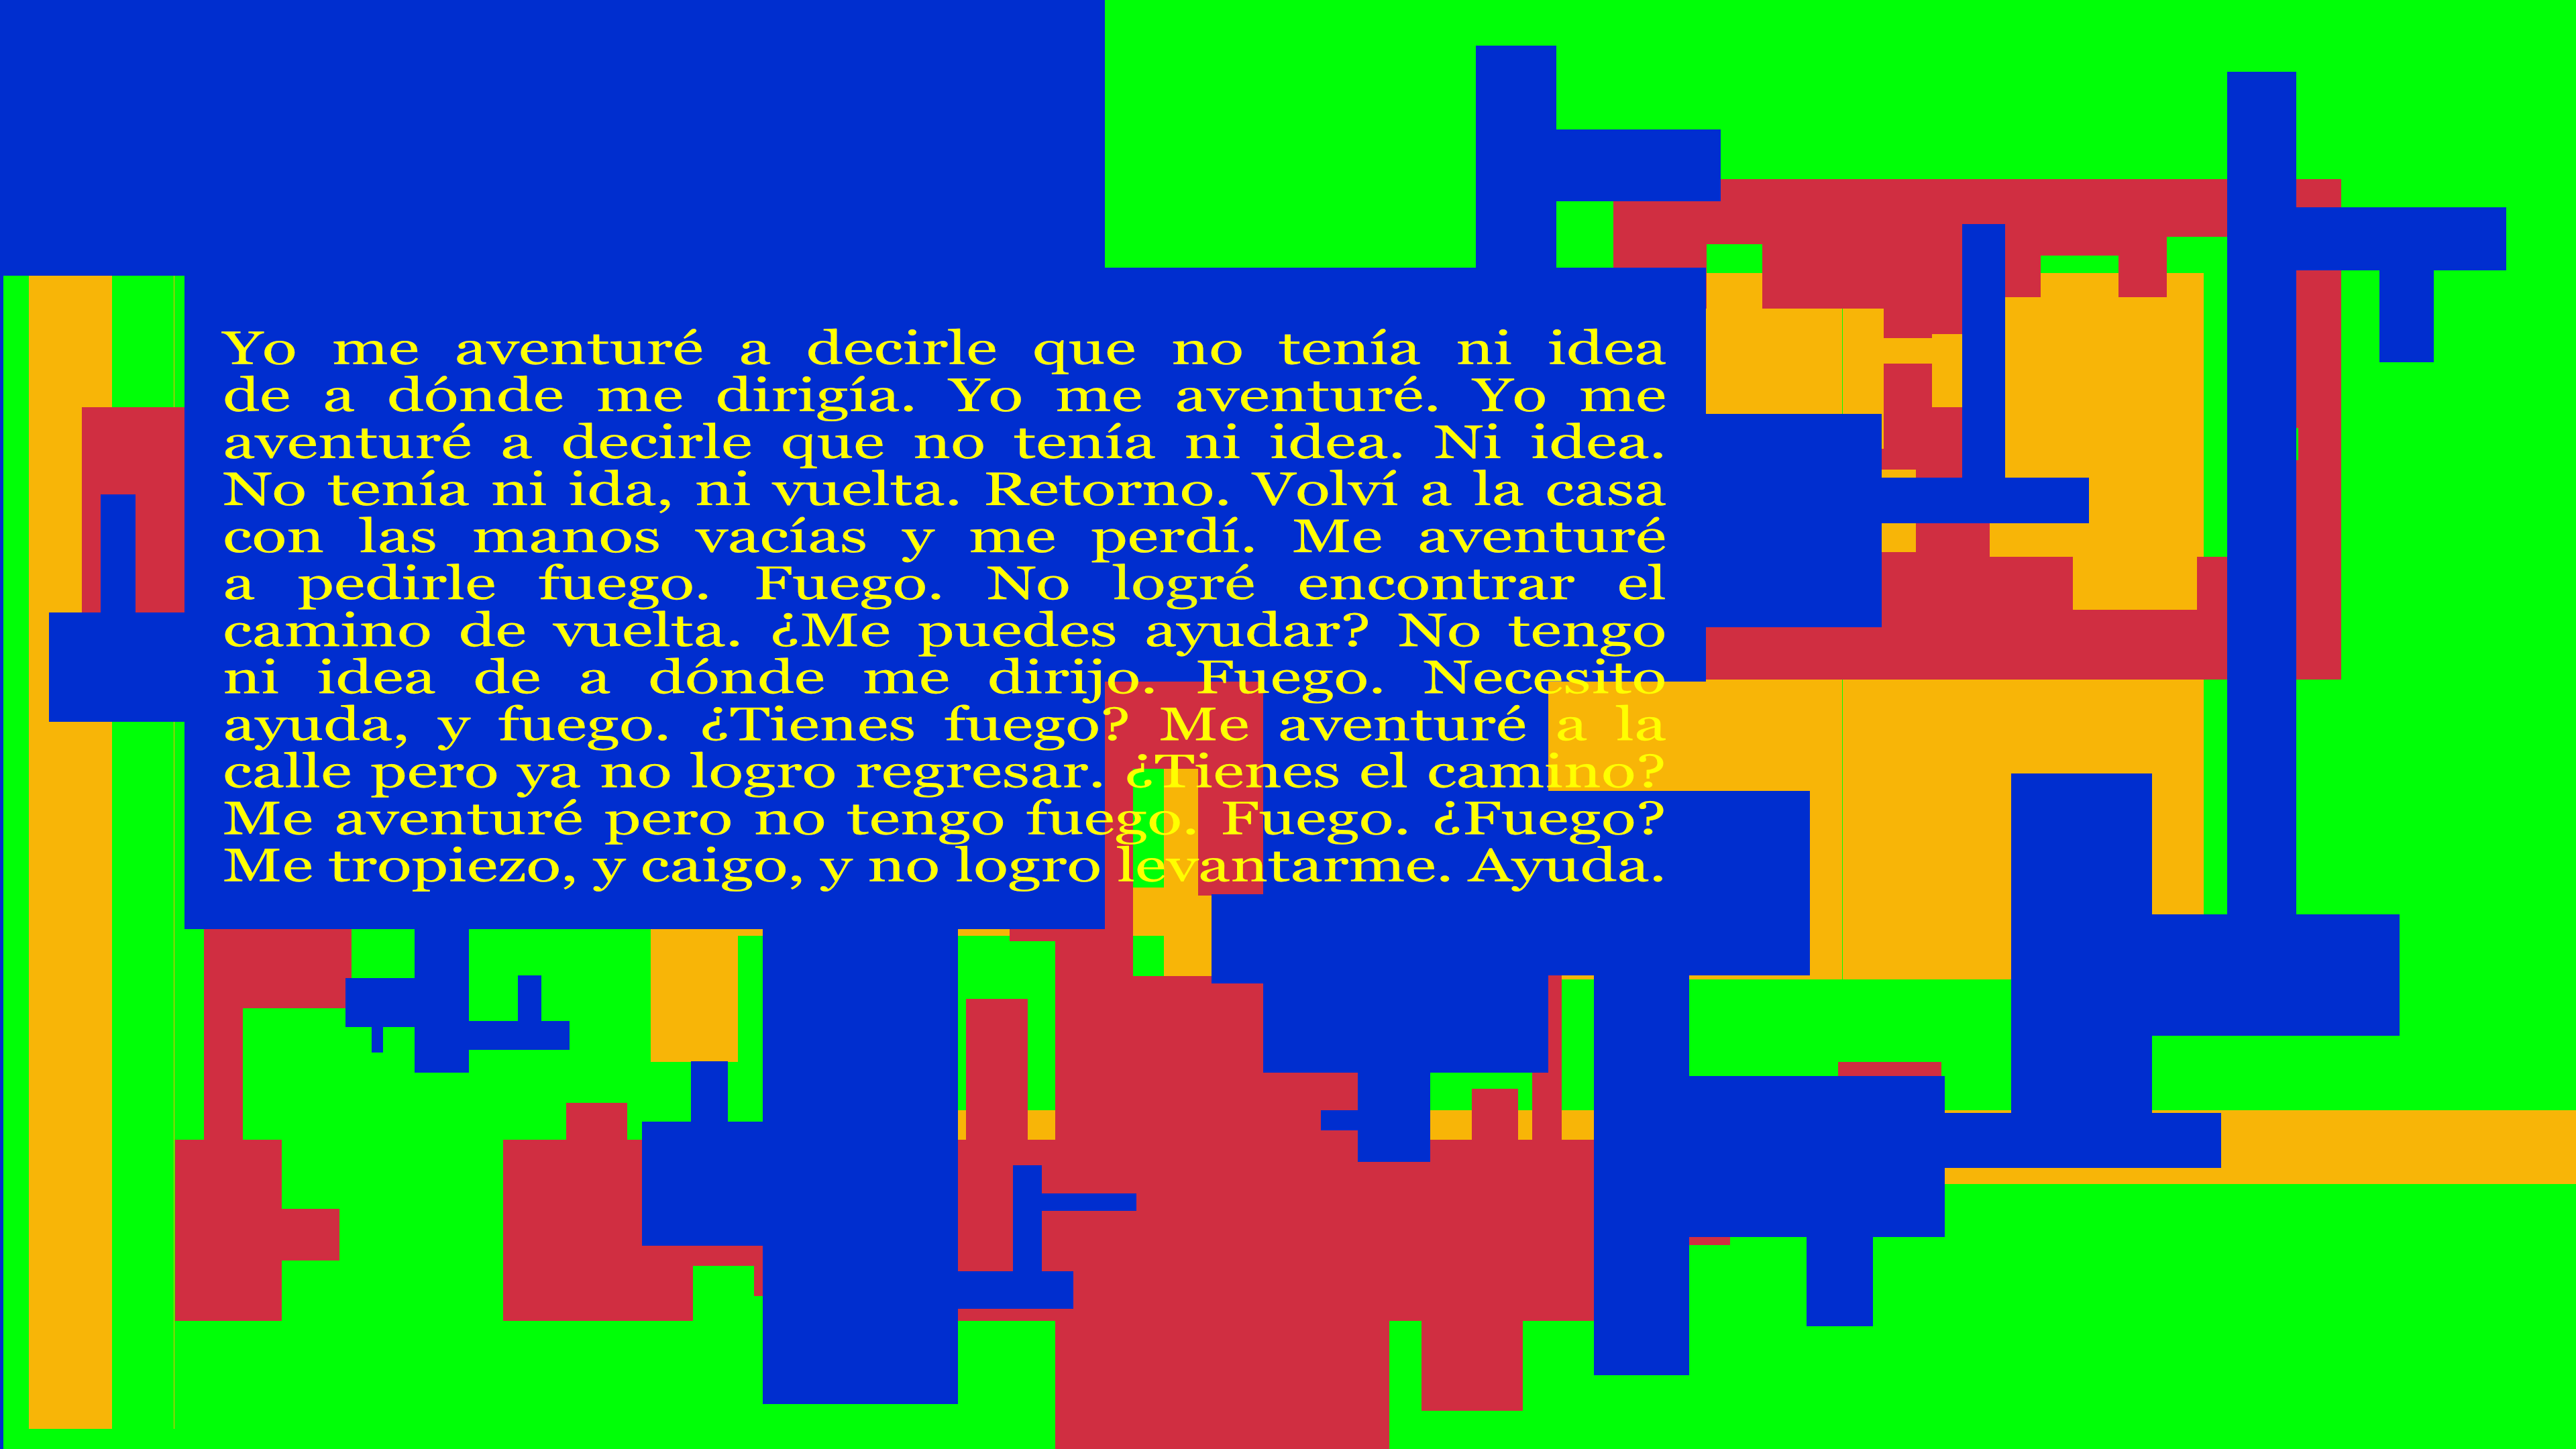 Yo me aventuré a decirle que no tenía ni idea
de a dónde me dirigía. Yo me aventuré. Yo me
aventuré a decirle que no tenía ni idea. Ni idea.
No tenía ni ida, ni vuelta. Retorno. Volví a la casa
con las manos vacías y me perdí. Me aventuré
a pedirle fuego. Fuego. No logré encontrar el
camino de vuelta. ¿Me puedes ayudar? No tengo
ni idea de a dónde me dirijo. Fuego. Necesito
ayuda, y fuego. ¿Tienes fuego? Me aventuré a la
calle pero ya no logro regresar. ¿Tienes el camino?
Me aventuré pero no tengo fuego. Fuego. ¿Fuego?
Me tropiezo, y caigo, y no logro levantarme. Ayuda.